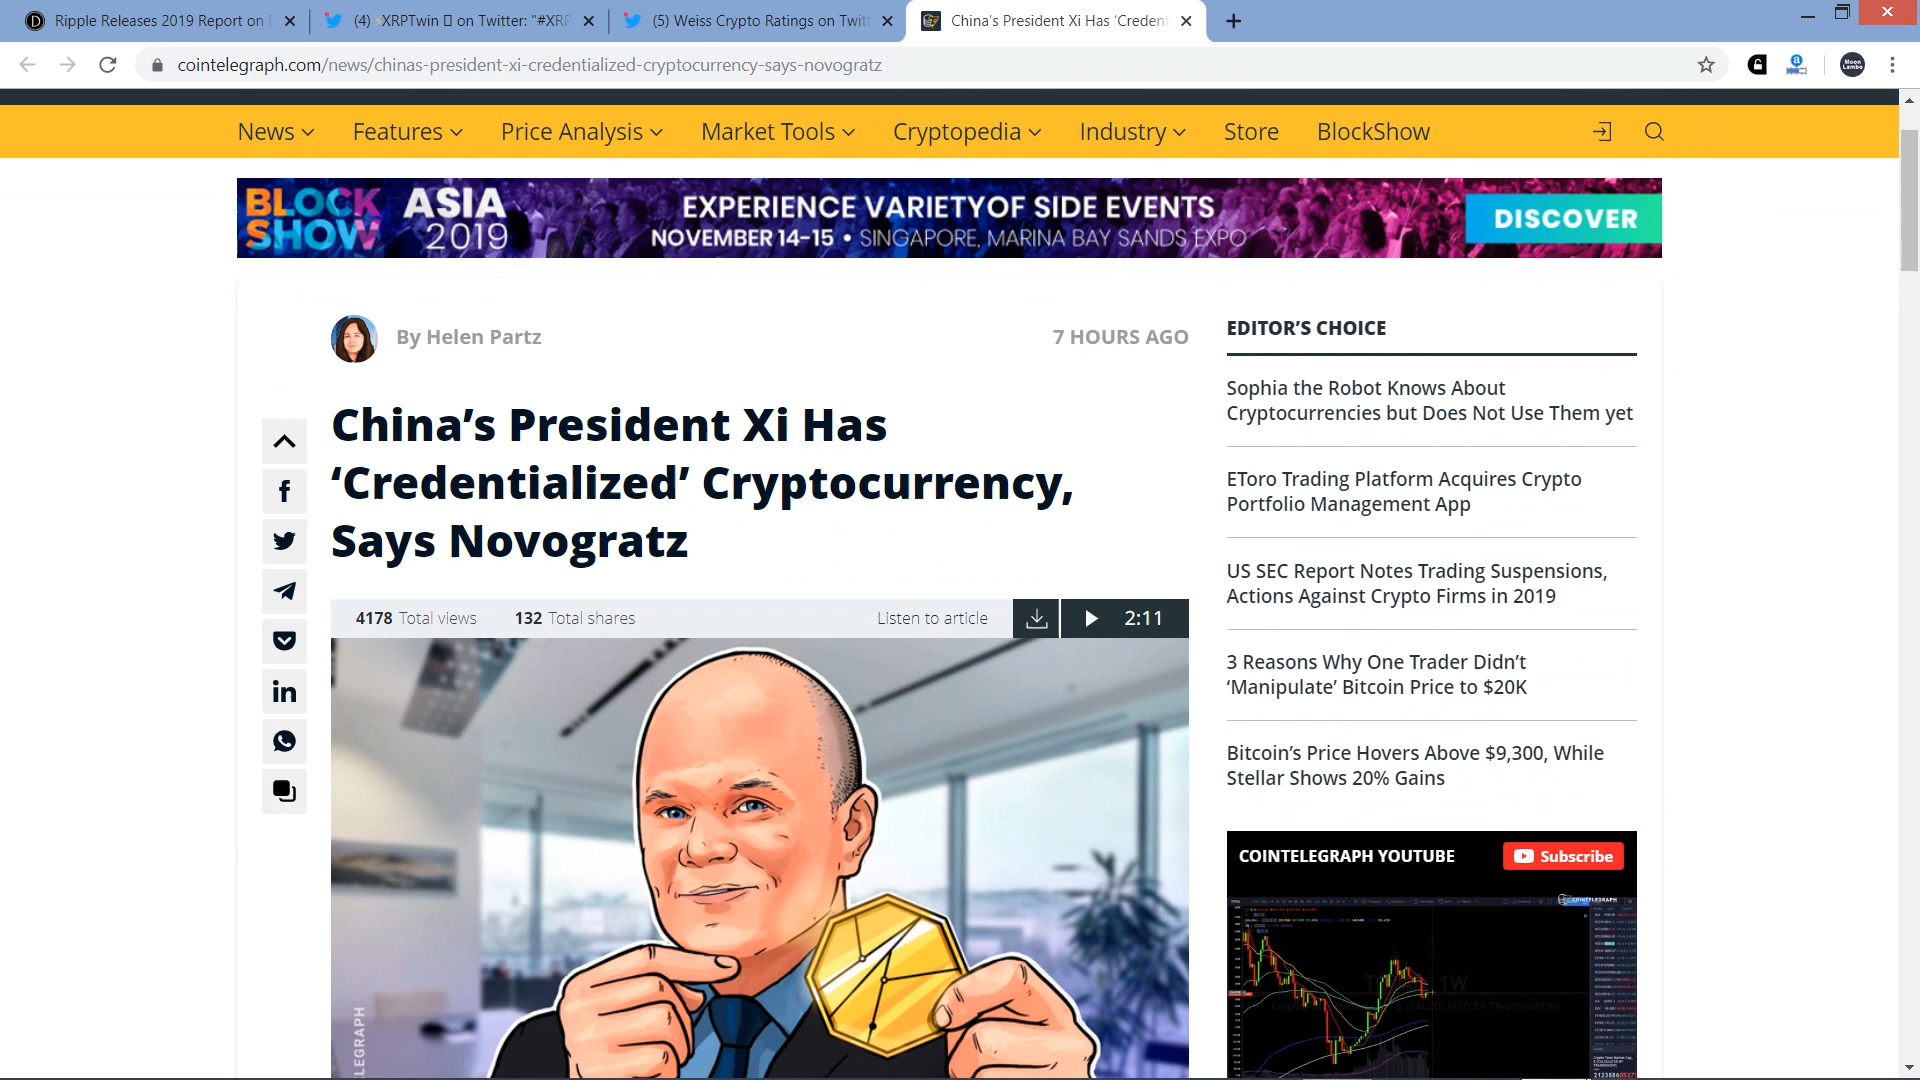 Ripple Releases 2019 Report on
(4) XRPTwin on Twitter: "#XRP
(5) Weiss Crypto Ratings on Twit
China's President Xi Has 'Creden
cointelegraph.com/news/chinas-president-xi-credentialized-cryptocurrency-says-novogratz
Moon
Lambo
News
Features
Price Analysis
Market Tools
Cryptopedia
Industry
Store
BlockShow
BLOCK
SHOW
ASIA
2019
EXPERIENCE VARIETYOF SIDE EVENTS
NOVEMBER 14-15 • SINGAPORE, MARINA BAY SANDS EXPO
DISCOVER
By Helen Partz
7 HOURS AGO
China’s President Xi Has
‘Credentialized’ Cryptocurrency,
Says Novogratz
4178 Total views
132 Total shares
Listen to article
2:11
LEGRAPH
EDITOR’S CHOICE
Sophia the Robot Knows About
Cryptocurrencies but Does Not Use Them yet
EToro Trading Platform Acquires Crypto
Portfolio Management App
US SEC Report Notes Trading Suspensions,
Actions Against Crypto Firms in 2019
3 Reasons Why One Trader Didn’t
‘Manipulate’ Bitcoin Price to $20K
Bitcoin’s Price Hovers Above $9,300, While
Stellar Shows 20% Gains
COINTELEGRAPH YOUTUBE
Subscribe
COINTELEGRAPH